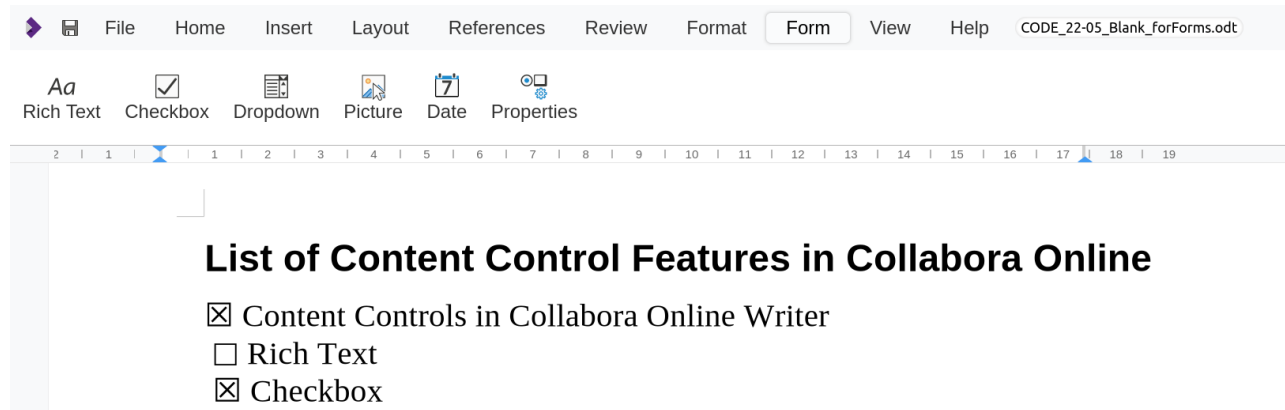 File Home Insert Layout References Review Format Form View Help CODE_22-05_Blank_forForms.odt
Aa 7
Rich Text Checkbox Dropdown Picture Date Properties
2 1 1 2 3 4 5 6 7 8 9 10 11 12 13 14 15 16 17 18 19
List of Content Control Features in Collabora Online
☒ Content Controls in Collabora Online Writer
☐ Rich Text
☒ Checkbox